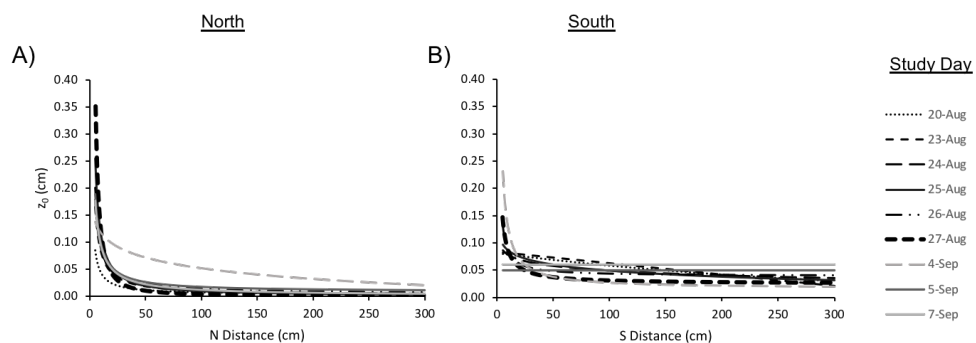 North
South
A)
B)
Study Day
0.40
0.35
0.30
0.25
0.20
0.15
0.10
0.05
0.00
z0 (cm)
0
50
100
150
200
250
300
N Distance (cm)
0.40
0.35
0.30
0.25
0.20
0.15
0.10
0.05
0.00
0
50
100
150
200
250
300
S Distance (cm)
20-Aug
23-Aug
24-Aug
25-Aug
26-Aug
27-Aug
4-Sep
5-Sep
7-Sep